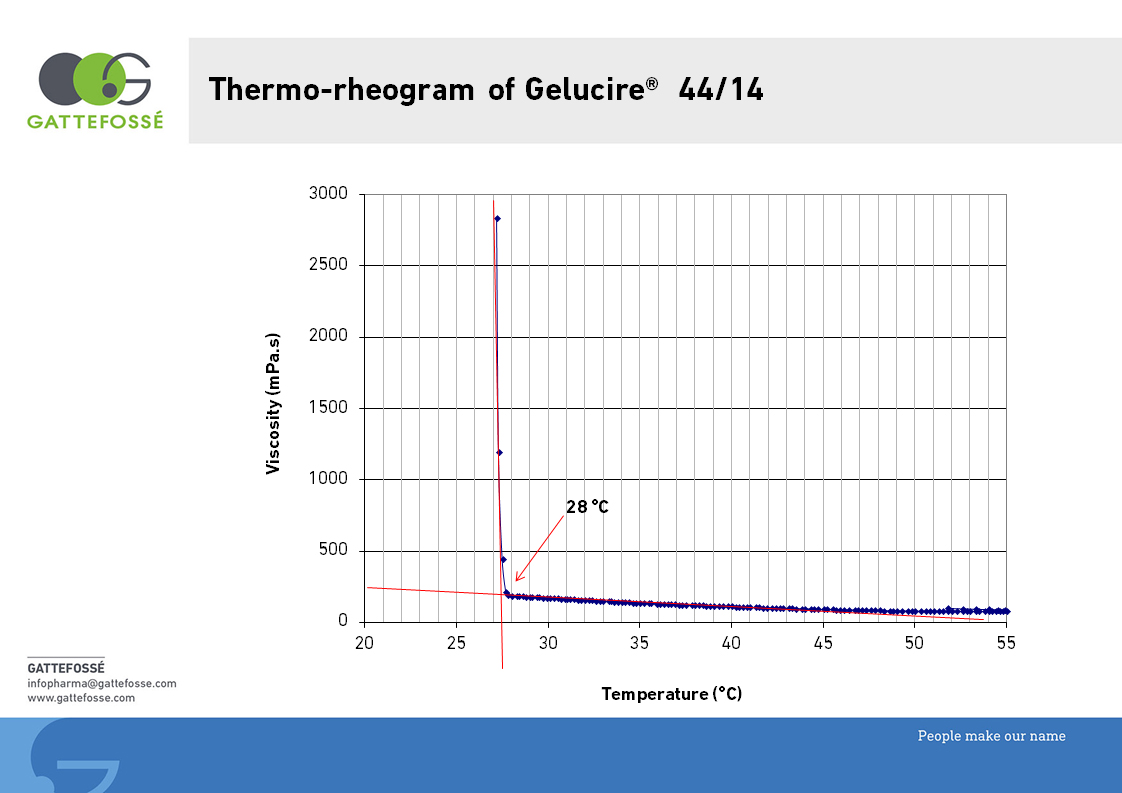 GATTEFOSSÉ
Thermo-rheogram of Gelucire® 44/14
3000
2500
2000
1500
1000
500
0
Viscosity (mPa.s)
28 °C
20 25 30 35 40 45 50 55
Temperature (°C)
GATTEFOSSÉ
infopharma@gattefosse.com
www.gattefosse.com
People make our name